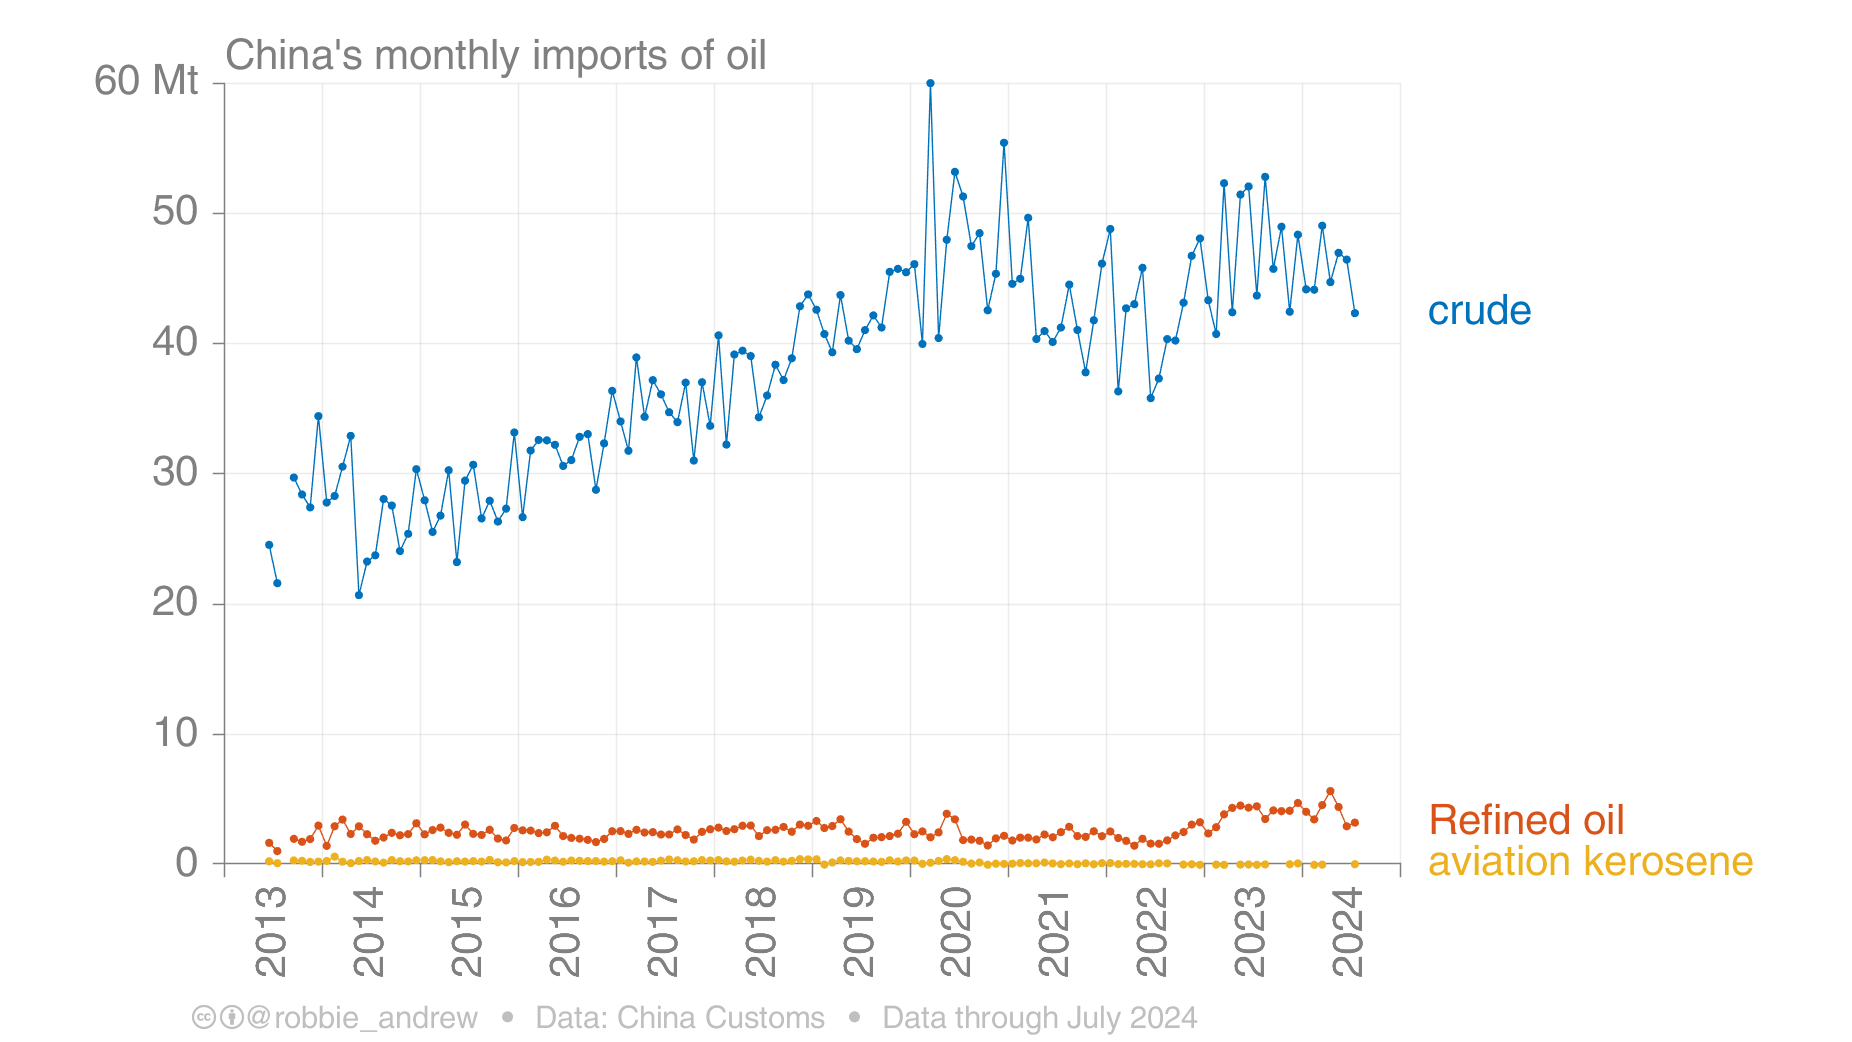 China's monthly imports of oil
60 Mt
50
40
30
20
10
0
crude
Refined oil
aviation kerosene
2013 2014 2015 2016 2017 2018 2019 2020 2021 2022 2023 2024
cc @robbie_andrew • Data: China Customs • Data through July 2024